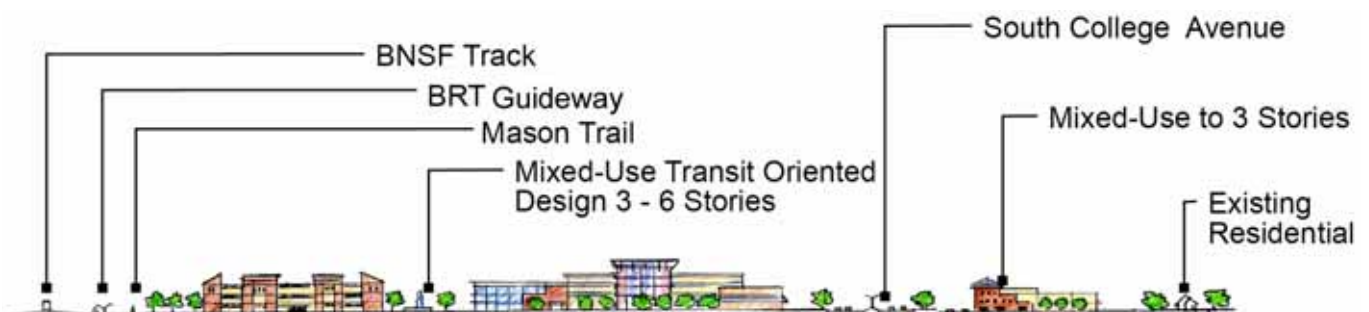 BNSF Track
BRT Guideway
Mason Trail
Mixed-Use Transit Oriented
Design 3 - 6 Stories
South College Avenue
Mixed-Use to 3 Stories
Existing
Residential